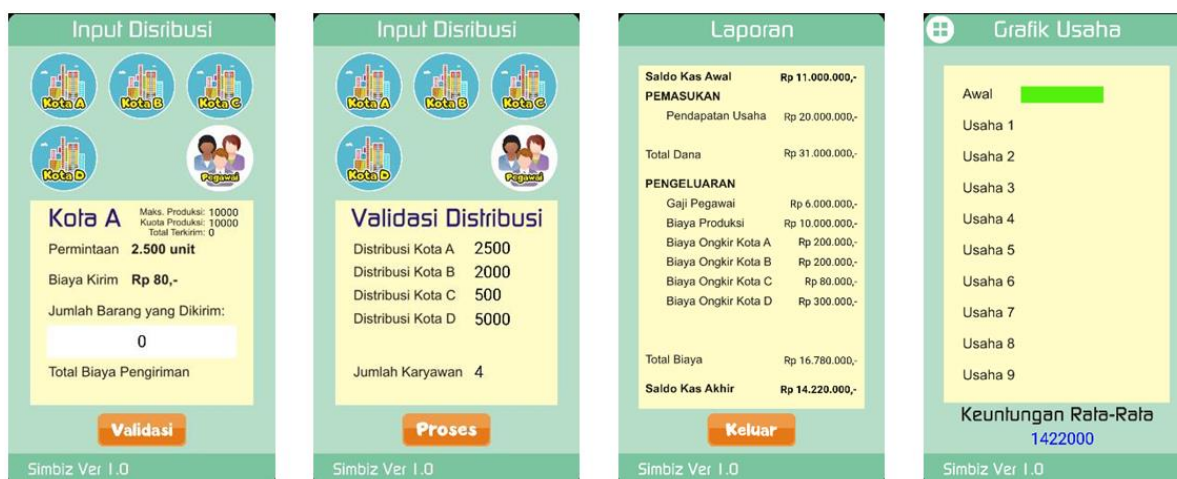 Input Disribusi
Kota A
Kota B
Kota C
Kota D
Pegawai
Kota A
Maks. Produksi: 10000
Kuota Produksi: 10000
Total Terkirim: 0
Permintaan 2.500 unit
Biaya Kirim Rp 80,-
Jumlah Barang yang Dikirim:
0
Total Biaya Pengiriman
Validasi
Simbiz Ver 1.0
Input Disribusi
Kota A
Kota B
Kota C
Kota D
Pegawai
Validasi Distribusi
Distribusi Kota A 2500
Distribusi Kota B 2000
Distribusi Kota C 500
Distribusi Kota D 5000
Jumlah Karyawan 4
Proses
Simbiz Ver 1.0
Laporan
Saldo Kas Awal Rp 11.000.000,-
PEMASUKAN
Pendapatan Usaha Rp 20.000.000,-
Total Dana Rp 31.000.000,-
PENGELUARAN
Gaji Pegawai Rp 6.000.000,-
Biaya Produksi Rp 10.000.000,-
Biaya Ongkir Kota A Rp 200.000,-
Biaya Ongkir Kota B Rp 200.000,-
Biaya Ongkir Kota C Rp 80.000,-
Biaya Ongkir Kota D Rp 300.000,-
Total Biaya Rp 16.780.000,-
Saldo Kas Akhir Rp 14.220.000,-
Keluar
Simbiz Ver 1.0
Grafik Usaha
Awal
Usaha 1
Usaha 2
Usaha 3
Usaha 4
Usaha 5
Usaha 6
Usaha 7
Usaha 8
Usaha 9
Keuntungan Rata-Rata
1422000
Simbiz Ver 1.0